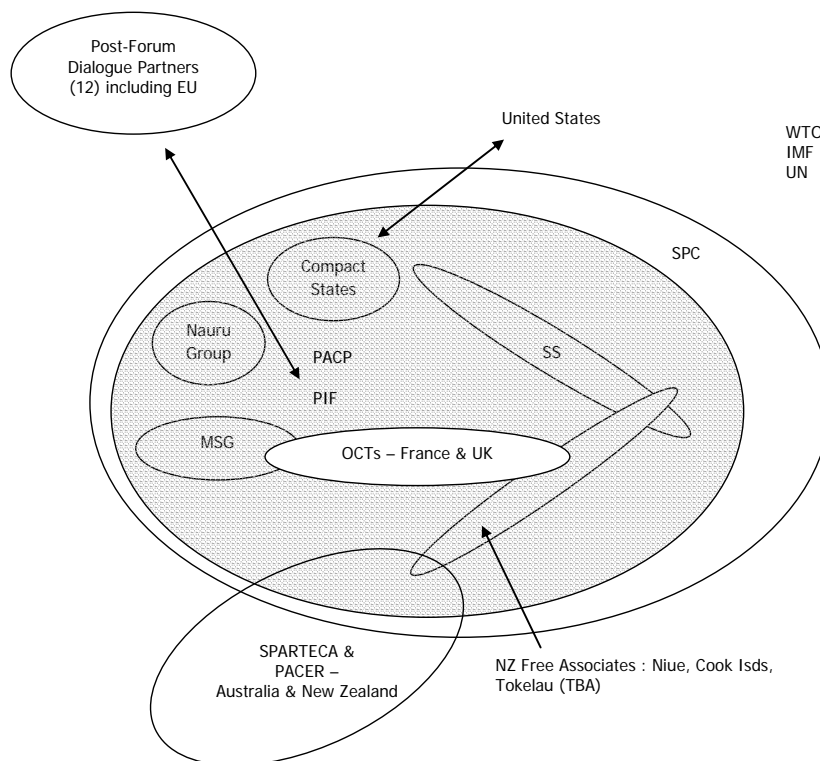 Post-Forum
Dialogue Partners
(12) including EU
United States
WTO
IMF
UN
SPC
Compact
States
Nauru
Group
SS
PACP
PIF
MSG
OCTs – France & UK
SPARTECA &
PACER –
Australia & New Zealand
NZ Free Associates : Niue, Cook Isds,
Tokelau (TBA)